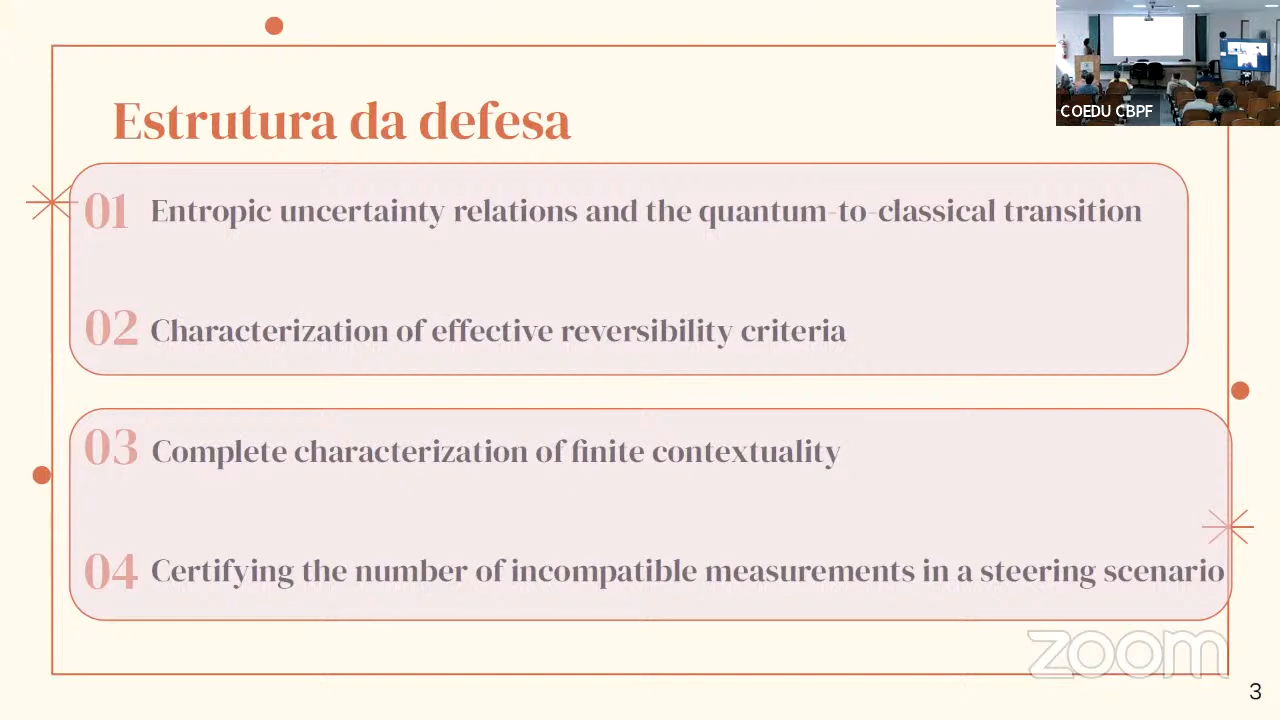 COEDU CBPF
Estrutura da defesa
01 Entropic uncertainty relations and the quantum-to-classical transition
02 Characterization of effective reversibility criteria
03 Complete characterization of finite contextuality
04 Certifying the number of incompatible measurements in a steering scenario
zoom
3